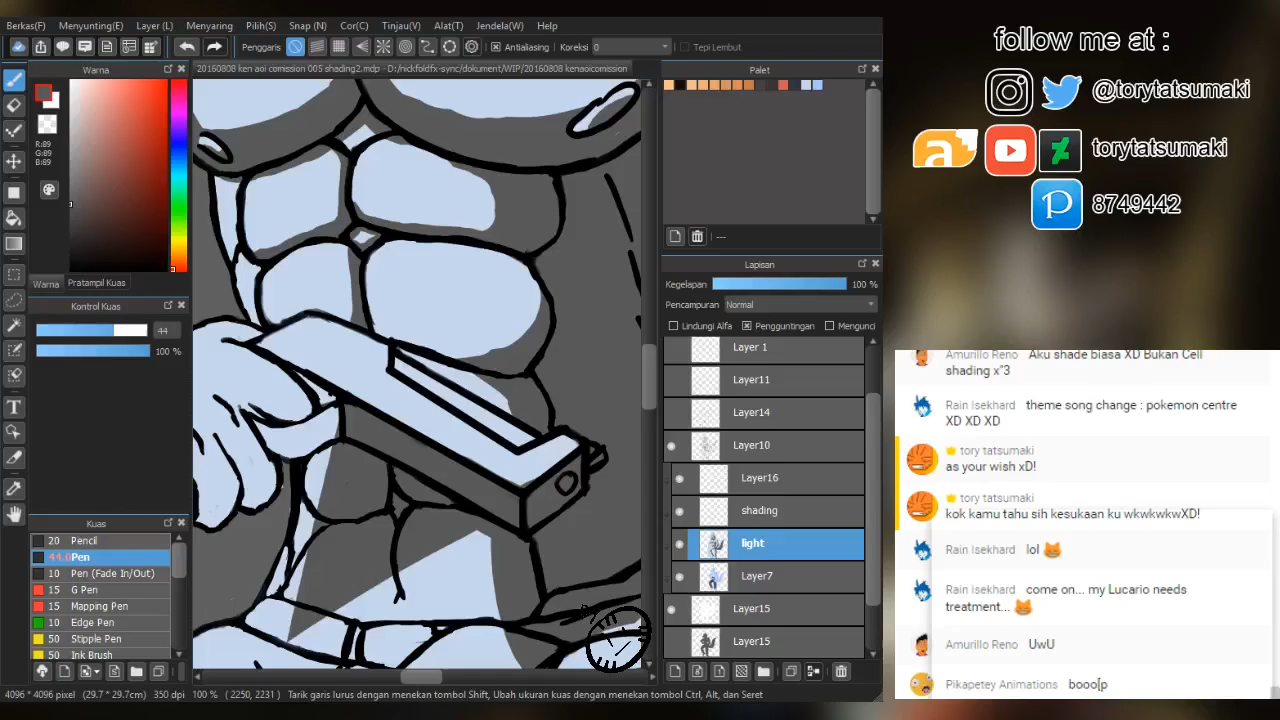 Berkas(F) Menyunting(E) Layer (L) Menyaring Pilih(S) Snap (N) Cor(C) Tinjau(V) Alat(T) Jendela(W) Help
Penggaris Antialiasing Koreksi 0 Tepi Lembut
Warna
20160808 ken aoi comission 005 shading2.mdp - D:/nickfoldfx-sync/dokument/WIP/20160808 kenaoicomission
Palet
R:89
G:89
B:89
Warna Pratampil Kuas
Kontrol Kuas
44
100 %
Kuas
20 Pencil
44.0 Pen
10 Pen (Fade In/Out)
15 G Pen
15 Mapping Pen
10 Edge Pen
50 Stipple Pen
50 Ink Brush
---
Lapisan
Kegelapan 100 %
Pencampuran Normal
Lindungi Alfa Pengguntingan Mengunci
Layer 1
Layer11
Layer14
Layer10
Layer16
shading
light
Layer7
Layer15
Layer15
4096 * 4096 pixel (29.7 * 29.7cm) 350 dpi 100 % (2250, 2231) Tarik garis lurus dengan menekan tombol Shift, Ubah ukuran kuas dengan menekan tombol Ctrl, Alt, dan Seret
follow me at :
@torytatsumaki
torytatsumaki
8749442
Amurillo Reno Aku shade biasa XD Bukan Cell
shading x"3
Rain Isekhard theme song change : pokemon centre
XD XD XD
tory tatsumaki
as your wish xD!
tory tatsumaki
kok kamu tahu sih kesukaan ku wkwkwkwXD!
Rain Isekhard lol
Rain Isekhard come on... my Lucario needs
treatment...
Amurillo Reno UwU
Pikapetey Animations booo[p